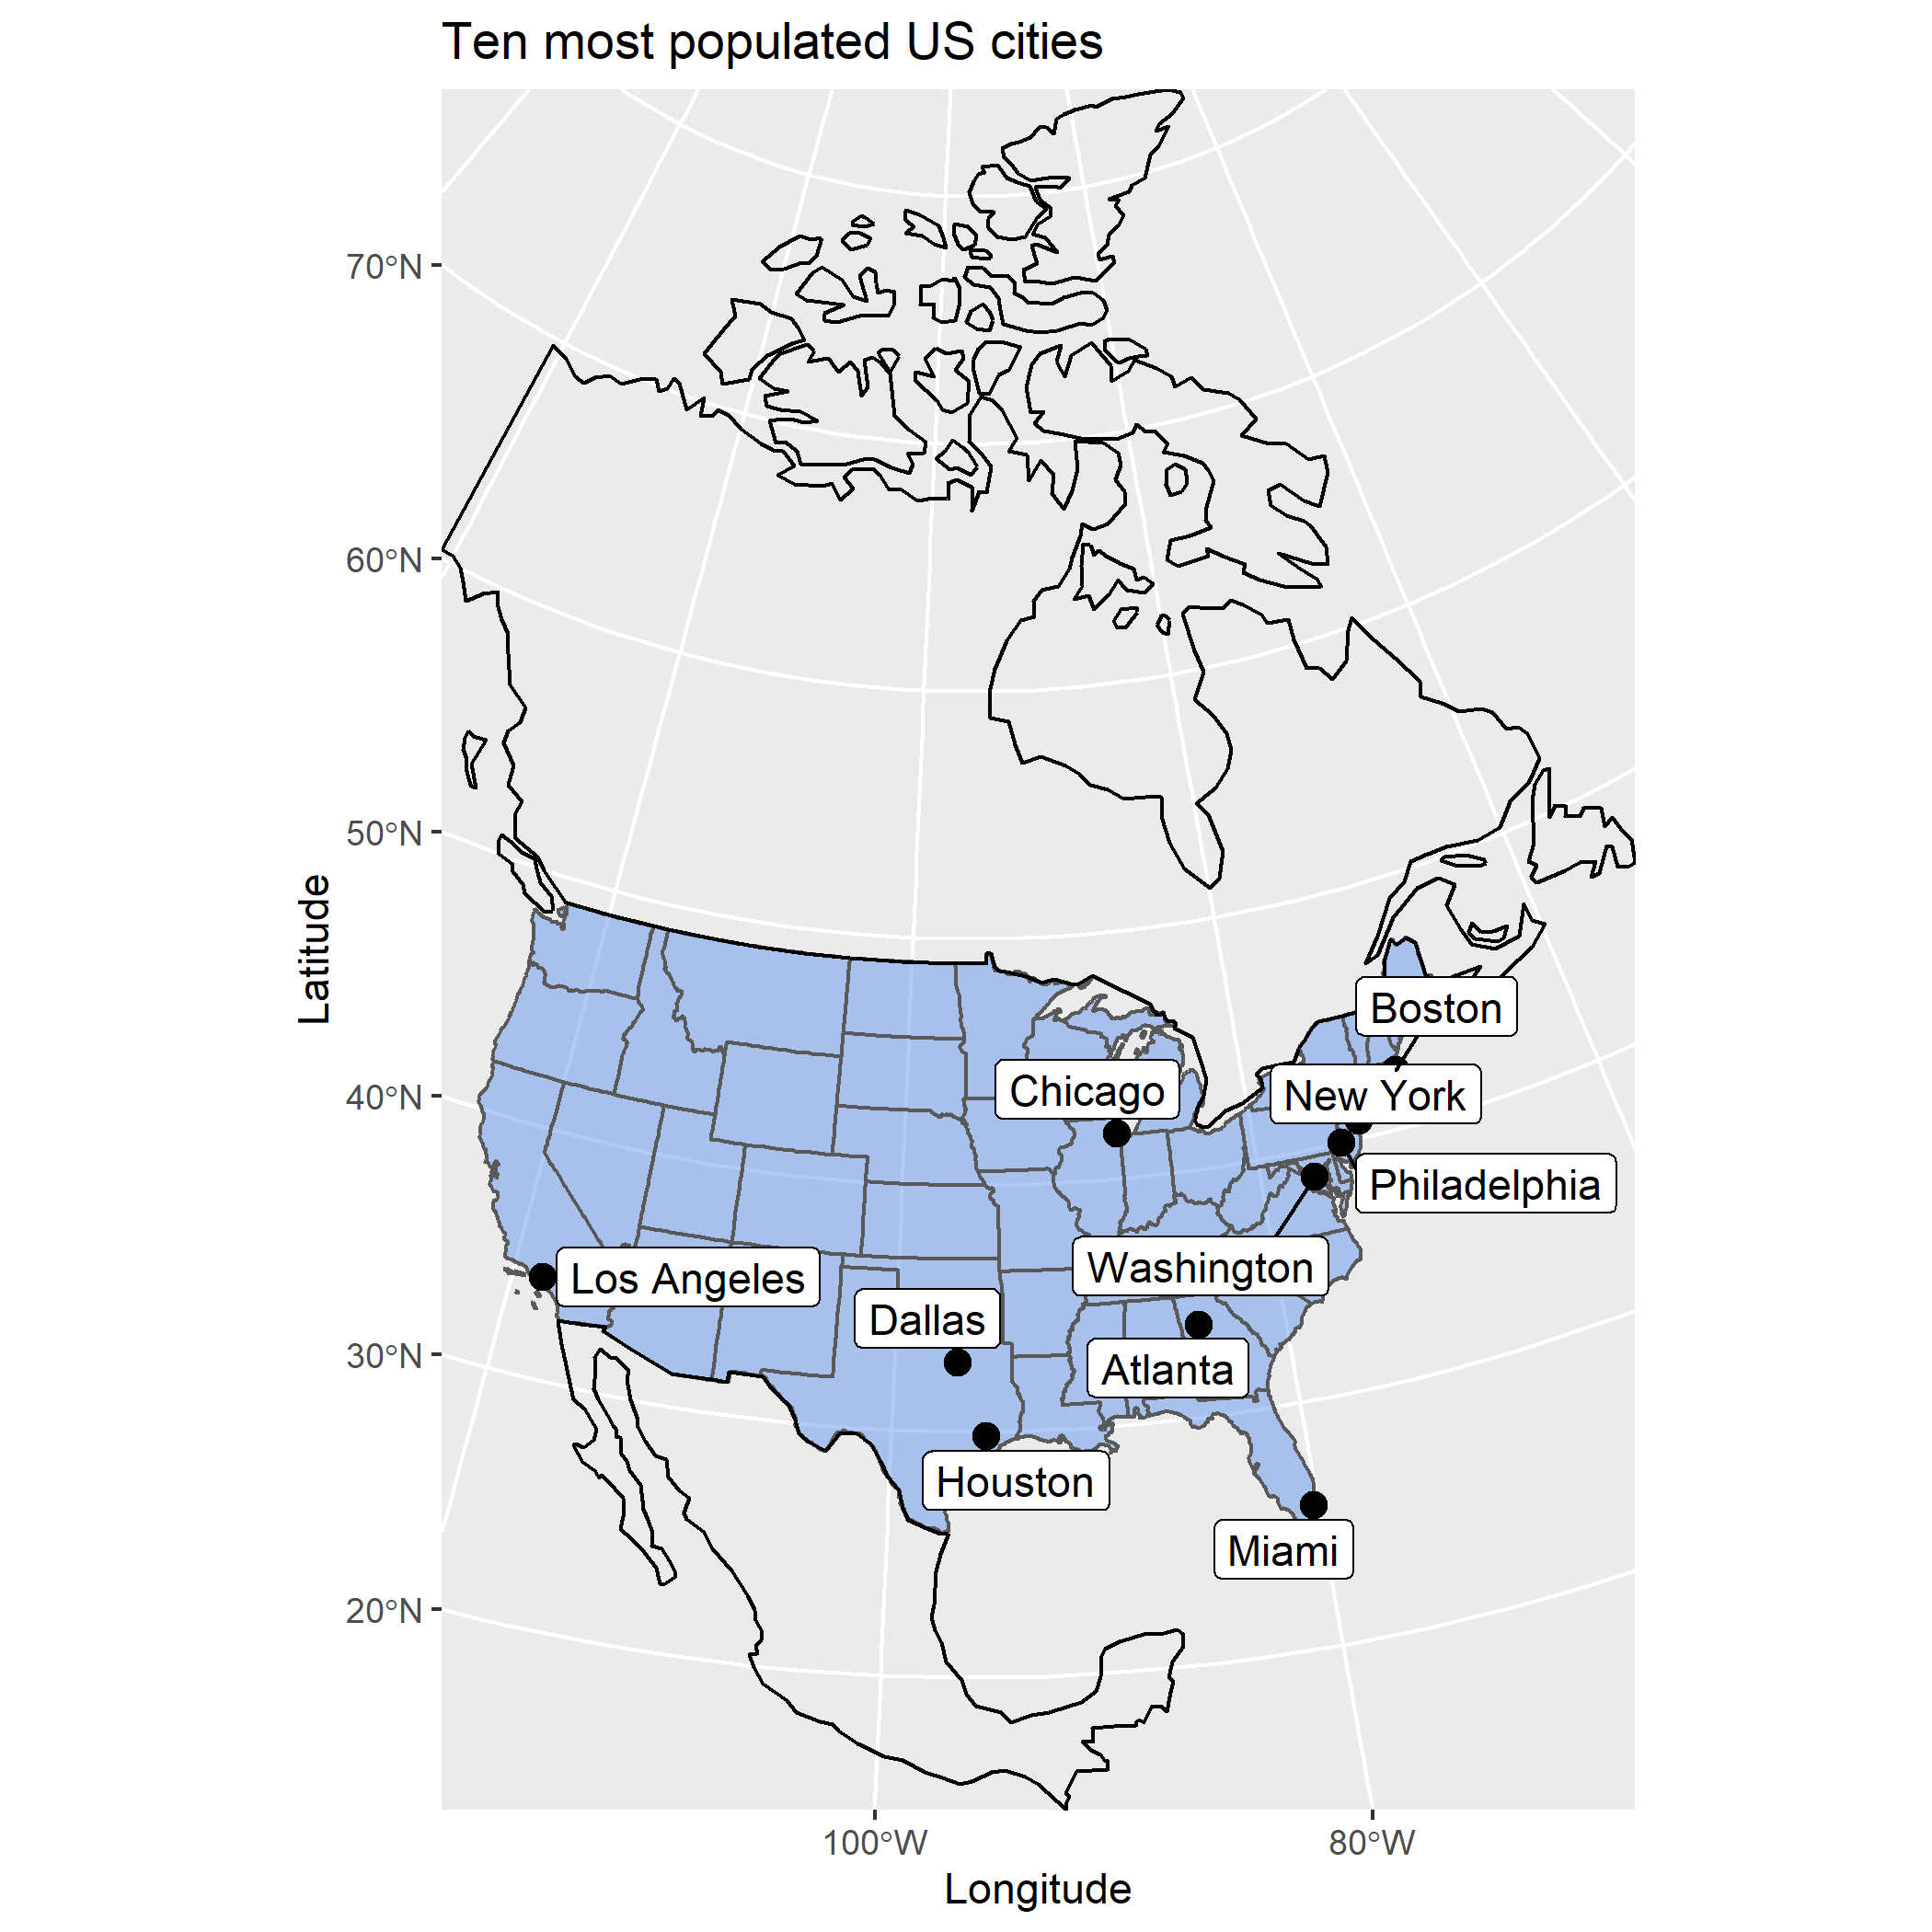 Ten most populated US cities
70°N
60°N
50°N
40°N
30°N
20°N
Latitude
Boston
New York
Chicago
Philadelphia
Washington
Los Angeles
Dallas
Atlanta
Houston
Miami
100°W
80°W
Longitude